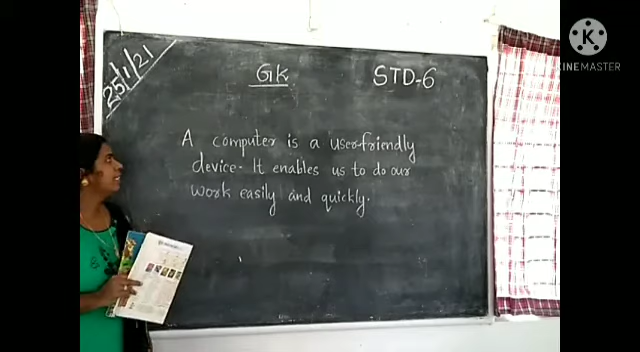 25/1/21
GK
STD-6
A computer is a user-friendly
device. It enables us to do our
work easily and quickly.
KINEMASTER